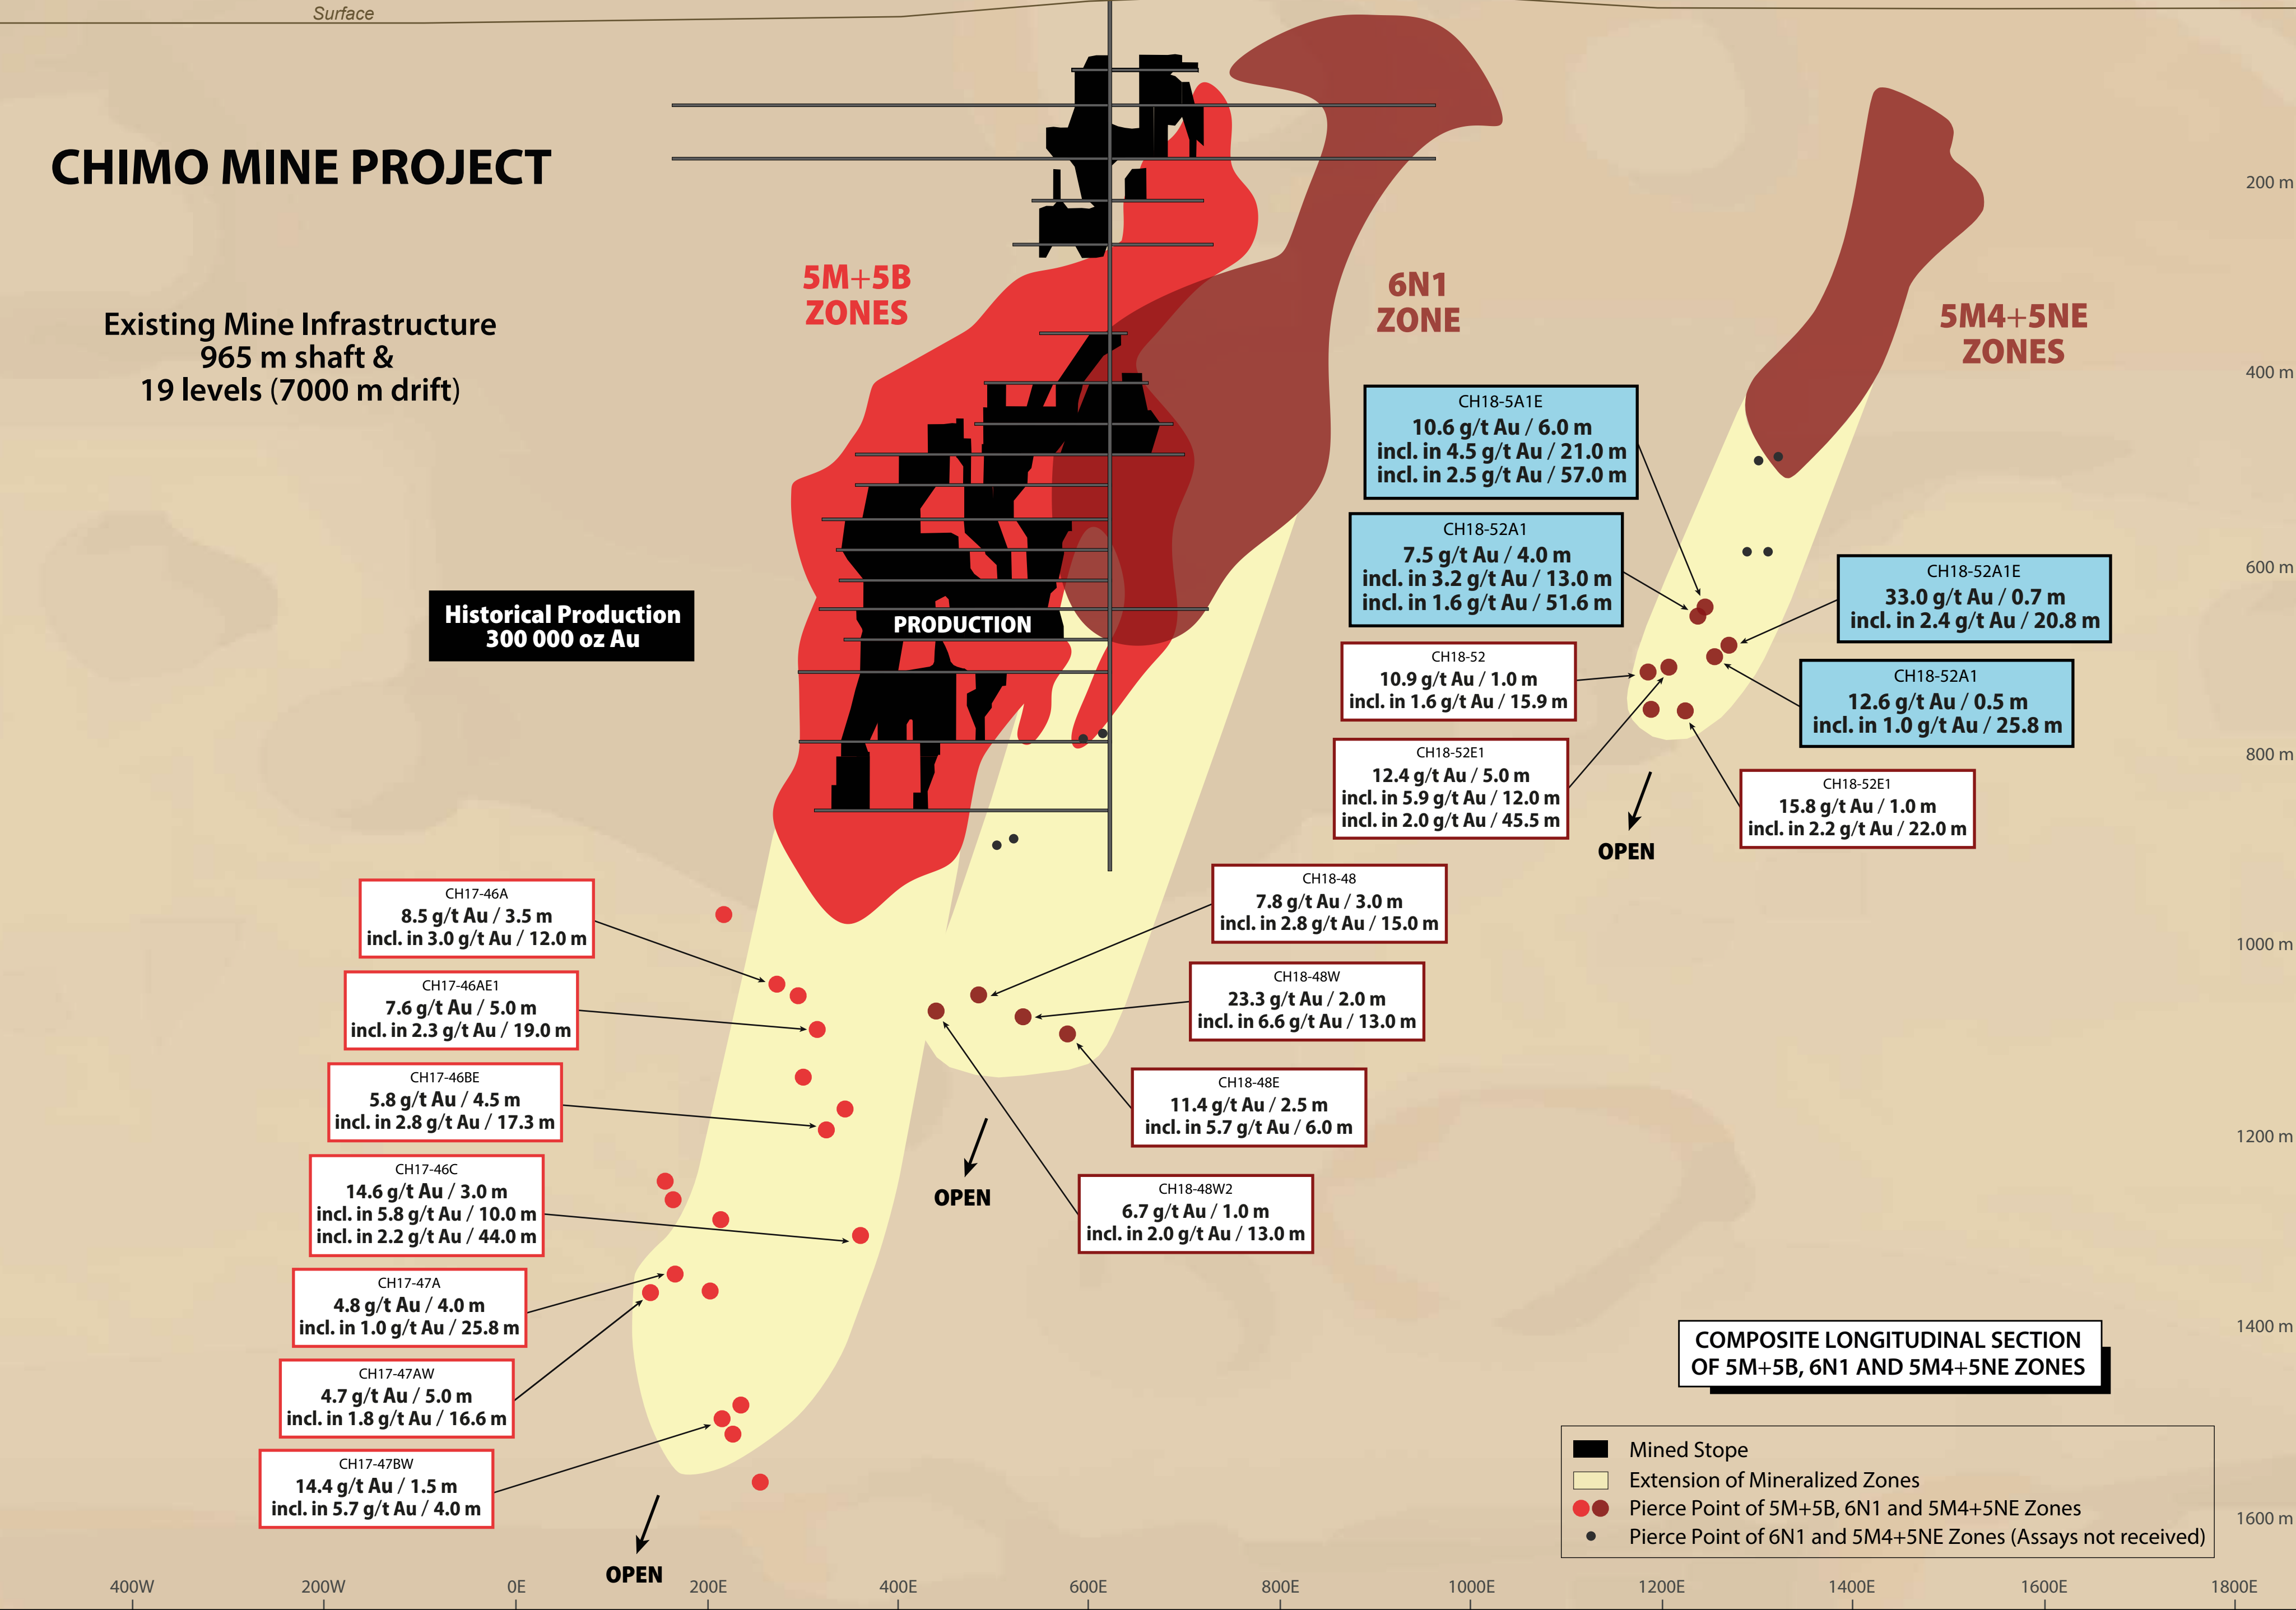 Surface
CHIMO MINE PROJECT
Existing Mine Infrastructure
965 m shaft &
19 levels (7000 m drift)
5M+5B
ZONES
6N1
ZONE
5M4+5NE
ZONES
Historical Production
300 000 oz Au
PRODUCTION
CH18-5A1E
10.6 g/t Au / 6.0 m
incl. in 4.5 g/t Au / 21.0 m
incl. in 2.5 g/t Au / 57.0 m
CH18-52A1
7.5 g/t Au / 4.0 m
incl. in 3.2 g/t Au / 13.0 m
incl. in 1.6 g/t Au / 51.6 m
CH18-52A1E
33.0 g/t Au / 0.7 m
incl. in 2.4 g/t Au / 20.8 m
CH18-52
10.9 g/t Au / 1.0 m
incl. in 1.6 g/t Au / 15.9 m
CH18-52A1
12.6 g/t Au / 0.5 m
incl. in 1.0 g/t Au / 25.8 m
CH18-52E1
12.4 g/t Au / 5.0 m
incl. in 5.9 g/t Au / 12.0 m
incl. in 2.0 g/t Au / 45.5 m
CH18-52E1
15.8 g/t Au / 1.0 m
incl. in 2.2 g/t Au / 22.0 m
OPEN
CH17-46A
8.5 g/t Au / 3.5 m
incl. in 3.0 g/t Au / 12.0 m
CH17-46AE1
7.6 g/t Au / 5.0 m
incl. in 2.3 g/t Au / 19.0 m
CH17-46BE
5.8 g/t Au / 4.5 m
incl. in 2.8 g/t Au / 17.3 m
CH17-46C
14.6 g/t Au / 3.0 m
incl. in 5.8 g/t Au / 10.0 m
incl. in 2.2 g/t Au / 44.0 m
CH17-47A
4.8 g/t Au / 4.0 m
incl. in 1.0 g/t Au / 25.8 m
CH17-47AW
4.7 g/t Au / 5.0 m
incl. in 1.8 g/t Au / 16.6 m
CH17-47BW
14.4 g/t Au / 1.5 m
incl. in 5.7 g/t Au / 4.0 m
OPEN
CH18-48
7.8 g/t Au / 3.0 m
incl. in 2.8 g/t Au / 15.0 m
CH18-48W
23.3 g/t Au / 2.0 m
incl. in 6.6 g/t Au / 13.0 m
CH18-48E
11.4 g/t Au / 2.5 m
incl. in 5.7 g/t Au / 6.0 m
CH18-48W2
6.7 g/t Au / 1.0 m
incl. in 2.0 g/t Au / 13.0 m
OPEN
200 m
400 m
600 m
800 m
1000 m
1200 m
1400 m
1600 m
COMPOSITE LONGITUDINAL SECTION
OF 5M+5B, 6N1 AND 5M4+5NE ZONES
Mined Stope
Extension of Mineralized Zones
Pierce Point of 5M+5B, 6N1 and 5M4+5NE Zones
Pierce Point of 6N1 and 5M4+5NE Zones (Assays not received)
400W 200W 0E 200E 400E 600E 800E 1000E 1200E 1400E 1600E 1800E